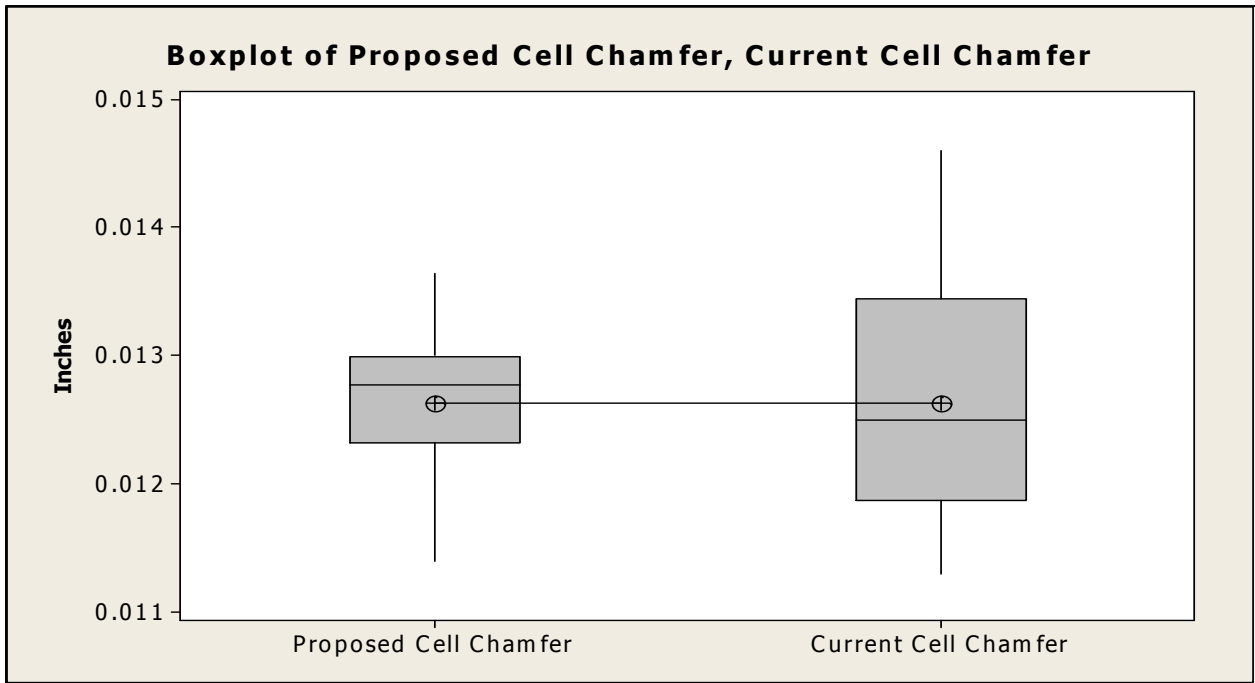 Boxplot of Proposed Cell Chamfer, Current Cell Chamfer
0.015
0.014
0.013
0.012
0.011
Inches
Proposed Cell Chamfer
Current Cell Chamfer